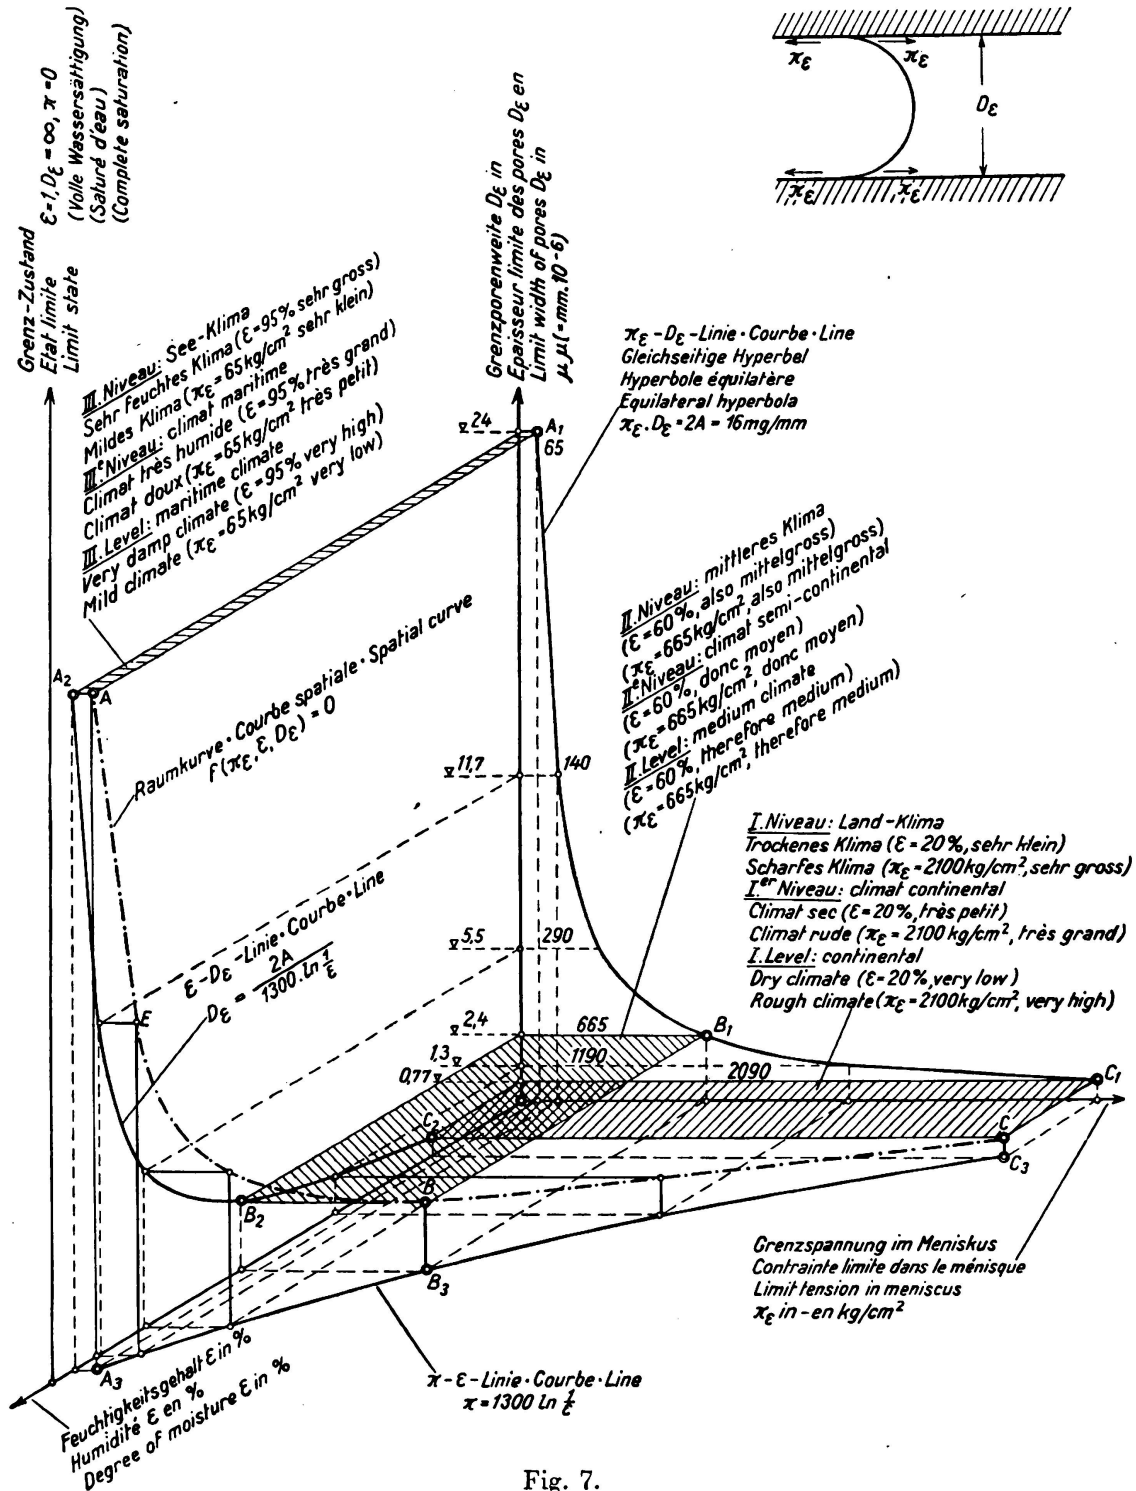 Grenz-Zustand
Etat limite ε=1, Dε=∞, π=0
Limit state (Volle Wassersättigung)
(Saturé d'eau)
(Complete saturation)
πε πε
Dε
πε πε
Grenzporenweite Dε in
Epaisseur limite des pores Dε en
Limit width of pores Dε in
μμ(=mm.10-6)
III. Niveau: See-Klima
Sehr feuchtes Klima (ε=95% sehr gross)
Mildes Klima (πε=65kg/cm² sehr klein)
IIIe Niveau: climat maritime
Climat très humide (ε=95% très grand)
Climat doux (πε=65kg/cm² très petit)
III. Level: maritime climate
Very damp climate (ε=95% very high)
Mild climate (πε=65kg/cm² very low)
πε-Dε-Linie·Courbe·Line
Gleichseitige Hyperbel
Hyperbole équilatère
Equilateral hyperbola
πε.Dε=2A=16mg/mm
24 A1
65
II. Niveau: mittleres Klima
(ε=60%, also mittelgross)
(πε=665kg/cm², also mittelgross)
IIe Niveau: climat semi-continental
(ε=60%, donc moyen)
(πε=665kg/cm², donc moyen)
II. Level: medium climate
(ε=60%, therefore medium)
(πε=665kg/cm², therefore medium)
A2 A
Raumkurve·Courbe spatiale·Spatial curve
F(πε, ε, Dε)=0
11,7 140
I. Niveau: Land-Klima
Trockenes Klima (ε=20%, sehr klein)
Scharfes Klima (πε=2100kg/cm², sehr gross)
Ier Niveau: climat continental
Climat sec (ε=20%, très petit)
Climat rude (πε=2100 kg/cm², très grand)
I. Level: continental
Dry climate (ε=20%, very low)
Rough climate (πε=2100kg/cm², very high)
ε-Dε-Linie·Courbe·Line
Dε = 2A / 1300.ln 1/ε
5,5 290
E
2,4 665 B1
1,3 1190
0,77 2090 C1
C2 C
C3
B2 B
B3
Grenzspannung im Meniskus
Contrainte limite dans le ménisque
Limit tension in meniscus
πε in-en kg/cm²
A3
π-ε-Linie·Courbe·Line
π=1300 ln 1/ε
Feuchtigkeitsgehalt ε in %
Humidité ε en %
Degree of moisture ε in %
Fig. 7.